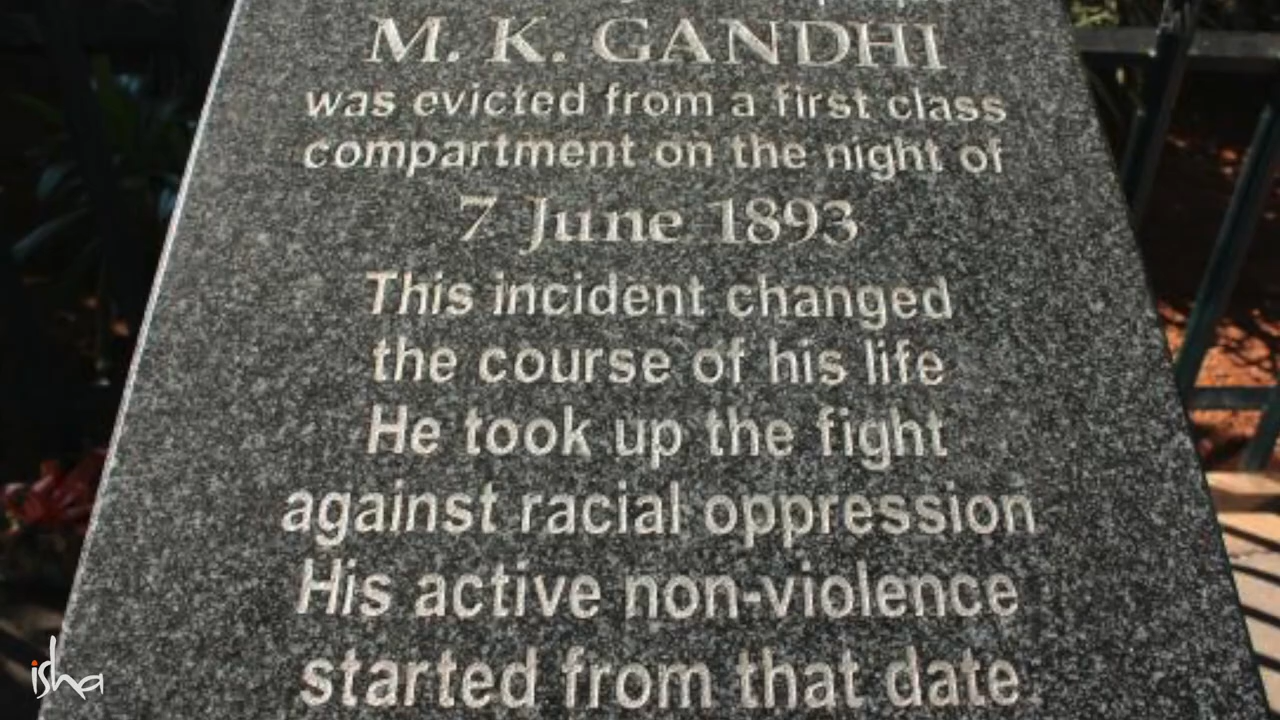 M. K. GANDHI
was evicted from a first class
compartment on the night of
7 June 1893
This incident changed
the course of his life
He took up the fight
against racial oppression
His active non-violence
started from that date
isha